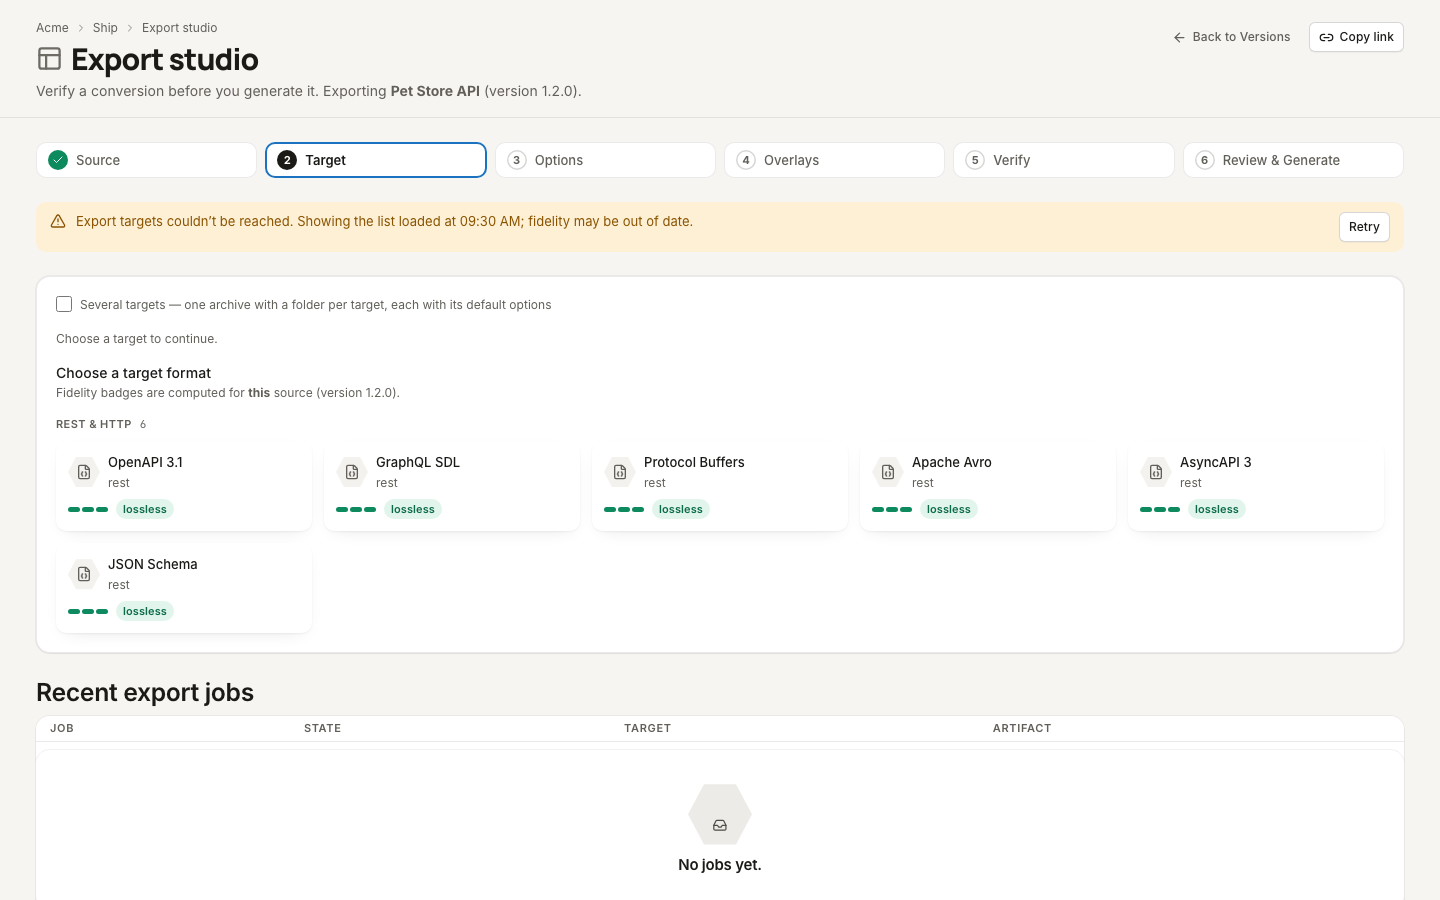 Acme > Ship > Export studio
Back to Versions
Copy link
Export studio
Verify a conversion before you generate it. Exporting Pet Store API (version 1.2.0).
Source
2 Target
3 Options
4 Overlays
5 Verify
6 Review & Generate
Export targets couldn’t be reached. Showing the list loaded at 09:30 AM; fidelity may be out of date.
Retry
Several targets — one archive with a folder per target, each with its default options
Choose a target to continue.
Choose a target format
Fidelity badges are computed for this source (version 1.2.0).
REST & HTTP 6
OpenAPI 3.1
rest
lossless
GraphQL SDL
rest
lossless
Protocol Buffers
rest
lossless
Apache Avro
rest
lossless
AsyncAPI 3
rest
lossless
JSON Schema
rest
lossless
Recent export jobs
JOB STATE TARGET ARTIFACT
No jobs yet.